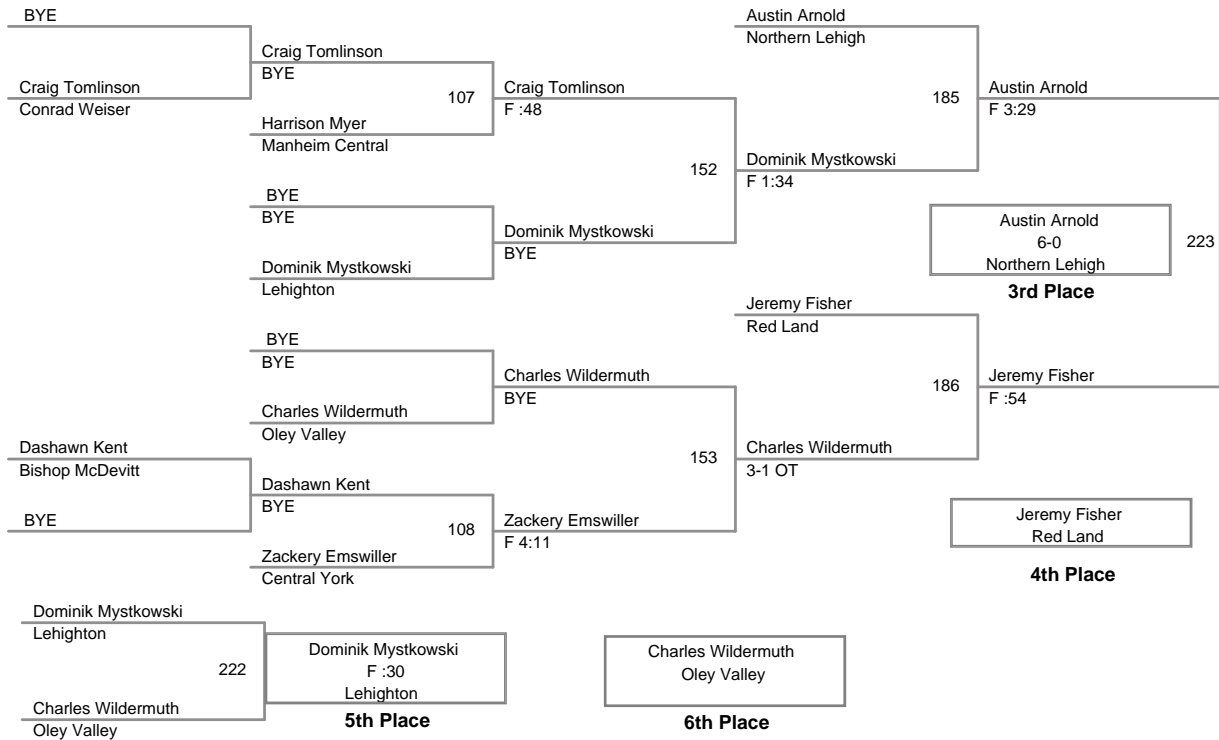 BYE
Craig Tomlinson
Conrad Weiser
Craig Tomlinson
BYE
107
Harrison Myer
Manheim Central
Craig Tomlinson
F :48
BYE
BYE
Dominik Mystkowski
Lehighton
Dominik Mystkowski
BYE
152
Austin Arnold
Northern Lehigh
185
Dominik Mystkowski
F 1:34
Austin Arnold
F 3:29
Austin Arnold
6-0
Northern Lehigh
3rd Place
223
BYE
BYE
Charles Wildermuth
Oley Valley
Charles Wildermuth
BYE
153
Dashawn Kent
Bishop McDevitt
BYE
Dashawn Kent
BYE
108
Zackery Emswiller
Central York
Zackery Emswiller
F 4:11
Jeremy Fisher
Red Land
186
Charles Wildermuth
3-1 OT
Jeremy Fisher
F :54
Jeremy Fisher
Red Land
4th Place
Dominik Mystkowski
Lehighton
222
Charles Wildermuth
Oley Valley
Dominik Mystkowski
F :30
Lehighton
5th Place
Charles Wildermuth
Oley Valley
6th Place